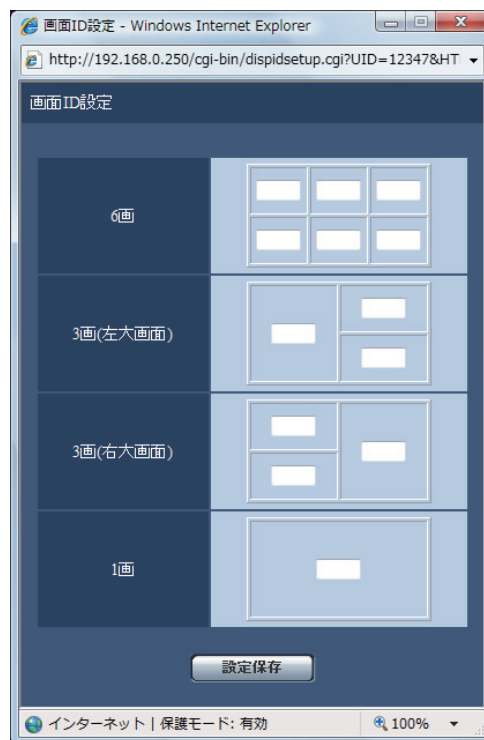 画面ID設定 - Windows Internet Explorer
http://192.168.0.250/cgi-bin/dispidsetup.cgi?UID=12347&HT
画面ID設定
6画
3画(左大画面)
3画(右大画面)
1画
設定保存
インターネット | 保護モード: 有効
100%